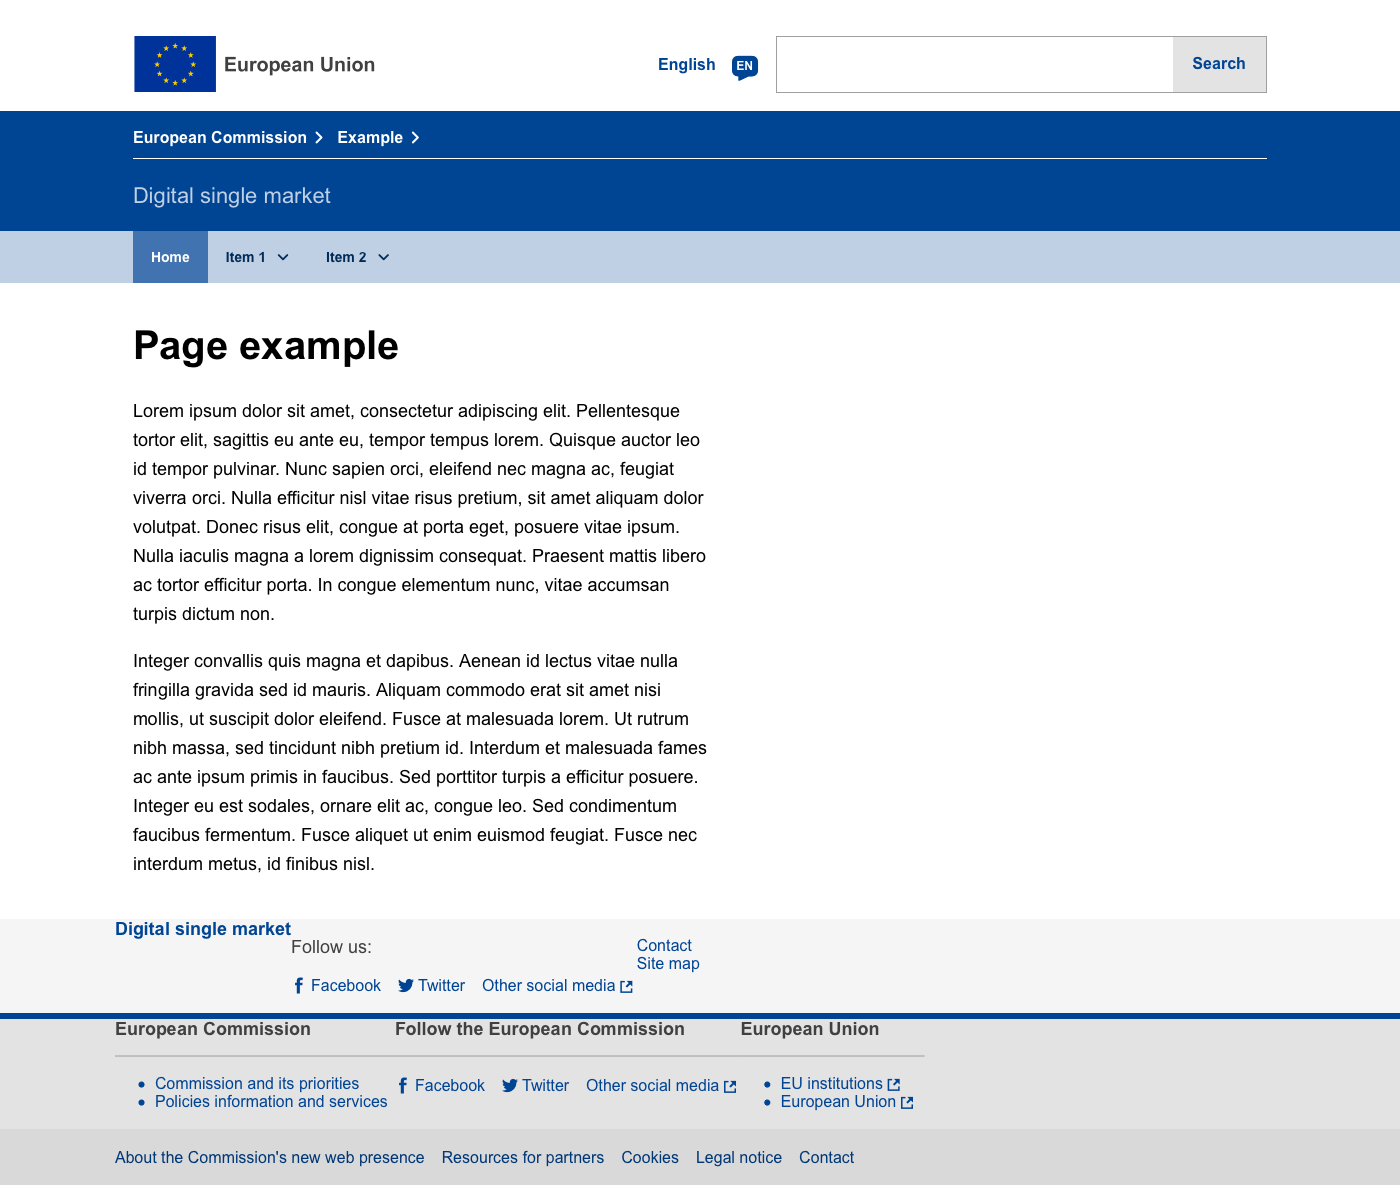 European Union
English
EN
Search
European Commission
Example
Digital single market
Home
Item 1
Item 2
Page example
Lorem ipsum dolor sit amet, consectetur adipiscing elit. Pellentesque
tortor elit, sagittis eu ante eu, tempor tempus lorem. Quisque auctor leo
id tempor pulvinar. Nunc sapien orci, eleifend nec magna ac, feugiat
viverra orci. Nulla efficitur nisl vitae risus pretium, sit amet aliquam dolor
volutpat. Donec risus elit, congue at porta eget, posuere vitae ipsum.
Nulla iaculis magna a lorem dignissim consequat. Praesent mattis libero
ac tortor efficitur porta. In congue elementum nunc, vitae accumsan
turpis dictum non.
Integer convallis quis magna et dapibus. Aenean id lectus vitae nulla
fringilla gravida sed id mauris. Aliquam commodo erat sit amet nisi
mollis, ut suscipit dolor eleifend. Fusce at malesuada lorem. Ut rutrum
nibh massa, sed tincidunt nibh pretium id. Interdum et malesuada fames
ac ante ipsum primis in faucibus. Sed porttitor turpis a efficitur posuere.
Integer eu est sodales, ornare elit ac, congue leo. Sed condimentum
faucibus fermentum. Fusce aliquet ut enim euismod feugiat. Fusce nec
interdum metus, id finibus nisl.
Digital single market
Follow us:
Facebook Twitter Other social media
Contact
Site map
European Commission
Commission and its priorities
Policies information and services
Follow the European Commission
Facebook Twitter Other social media
European Union
EU institutions
European Union
About the Commission's new web presence Resources for partners Cookies Legal notice Contact